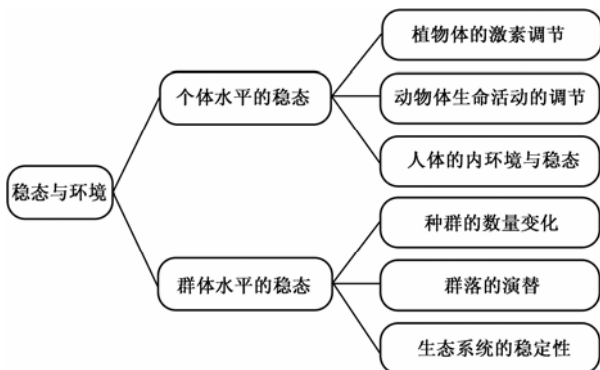 稳态与环境
个体水平的稳态
植物体的激素调节
动物体生命活动的调节
人体的内环境与稳态
群体水平的稳态
种群的数量变化
群落的演替
生态系统的稳定性